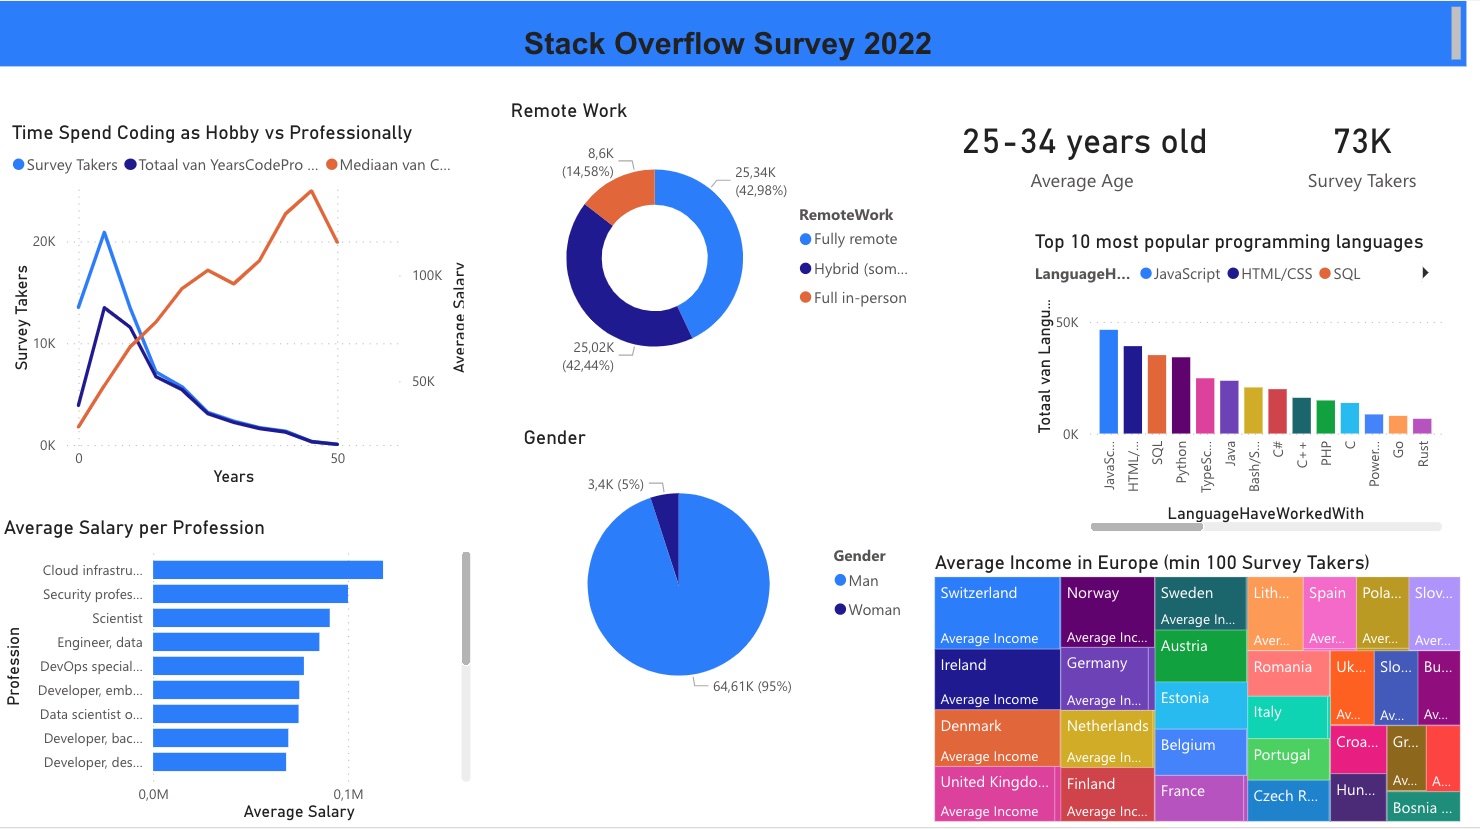 Stack Overflow Survey 2022
Time Spend Coding as Hobby vs Professionally
Survey Takers Totaal van YearsCodePro ... Mediaan van C...
20K
10K
0K
100K
50K
0
50
Survey Takers
Average Salary
Years
Average Salary per Profession
Cloud infrastru...
Security profes...
Scientist
Engineer, data
DevOps special...
Developer, emb...
Data scientist o...
Developer, bac...
Developer, des...
Profession
0,0M
0,1M
Average Salary
Remote Work
8,6K
(14,58%)
25,34K
(42,98%)
25,02K
(42,44%)
RemoteWork
Fully remote
Hybrid (som...
Full in-person
Gender
3,4K (5%)
64,61K (95%)
Gender
Man
Woman
25-34 years old
Average Age
73K
Survey Takers
Top 10 most popular programming languages
LanguageH... JavaScript HTML/CSS SQL
Totaal van Langu...
50K
0K
JavaSc...
HTML/...
SQL
Python
TypeSc...
Java
Bash/S...
C#
C++
PHP
C
Power...
Go
Rust
LanguageHaveWorkedWith
Average Income in Europe (min 100 Survey Takers)
Switzerland
Average Income
Ireland
Average Income
Denmark
Average Income
United Kingdo...
Average Income
Norway
Average Inc...
Germany
Average In...
Netherlands
Average In...
Finland
Average Inc...
Sweden
Average In...
Austria
Estonia
Belgium
France
Lith...
Aver...
Spain
Aver...
Pola...
Aver...
Slov...
Aver...
Romania
Italy
Portugal
Czech R...
Uk...
Av...
Slo...
Av...
Bu...
Av...
Croa...
Hun...
Gr...
Av...
A...
Bosnia ...